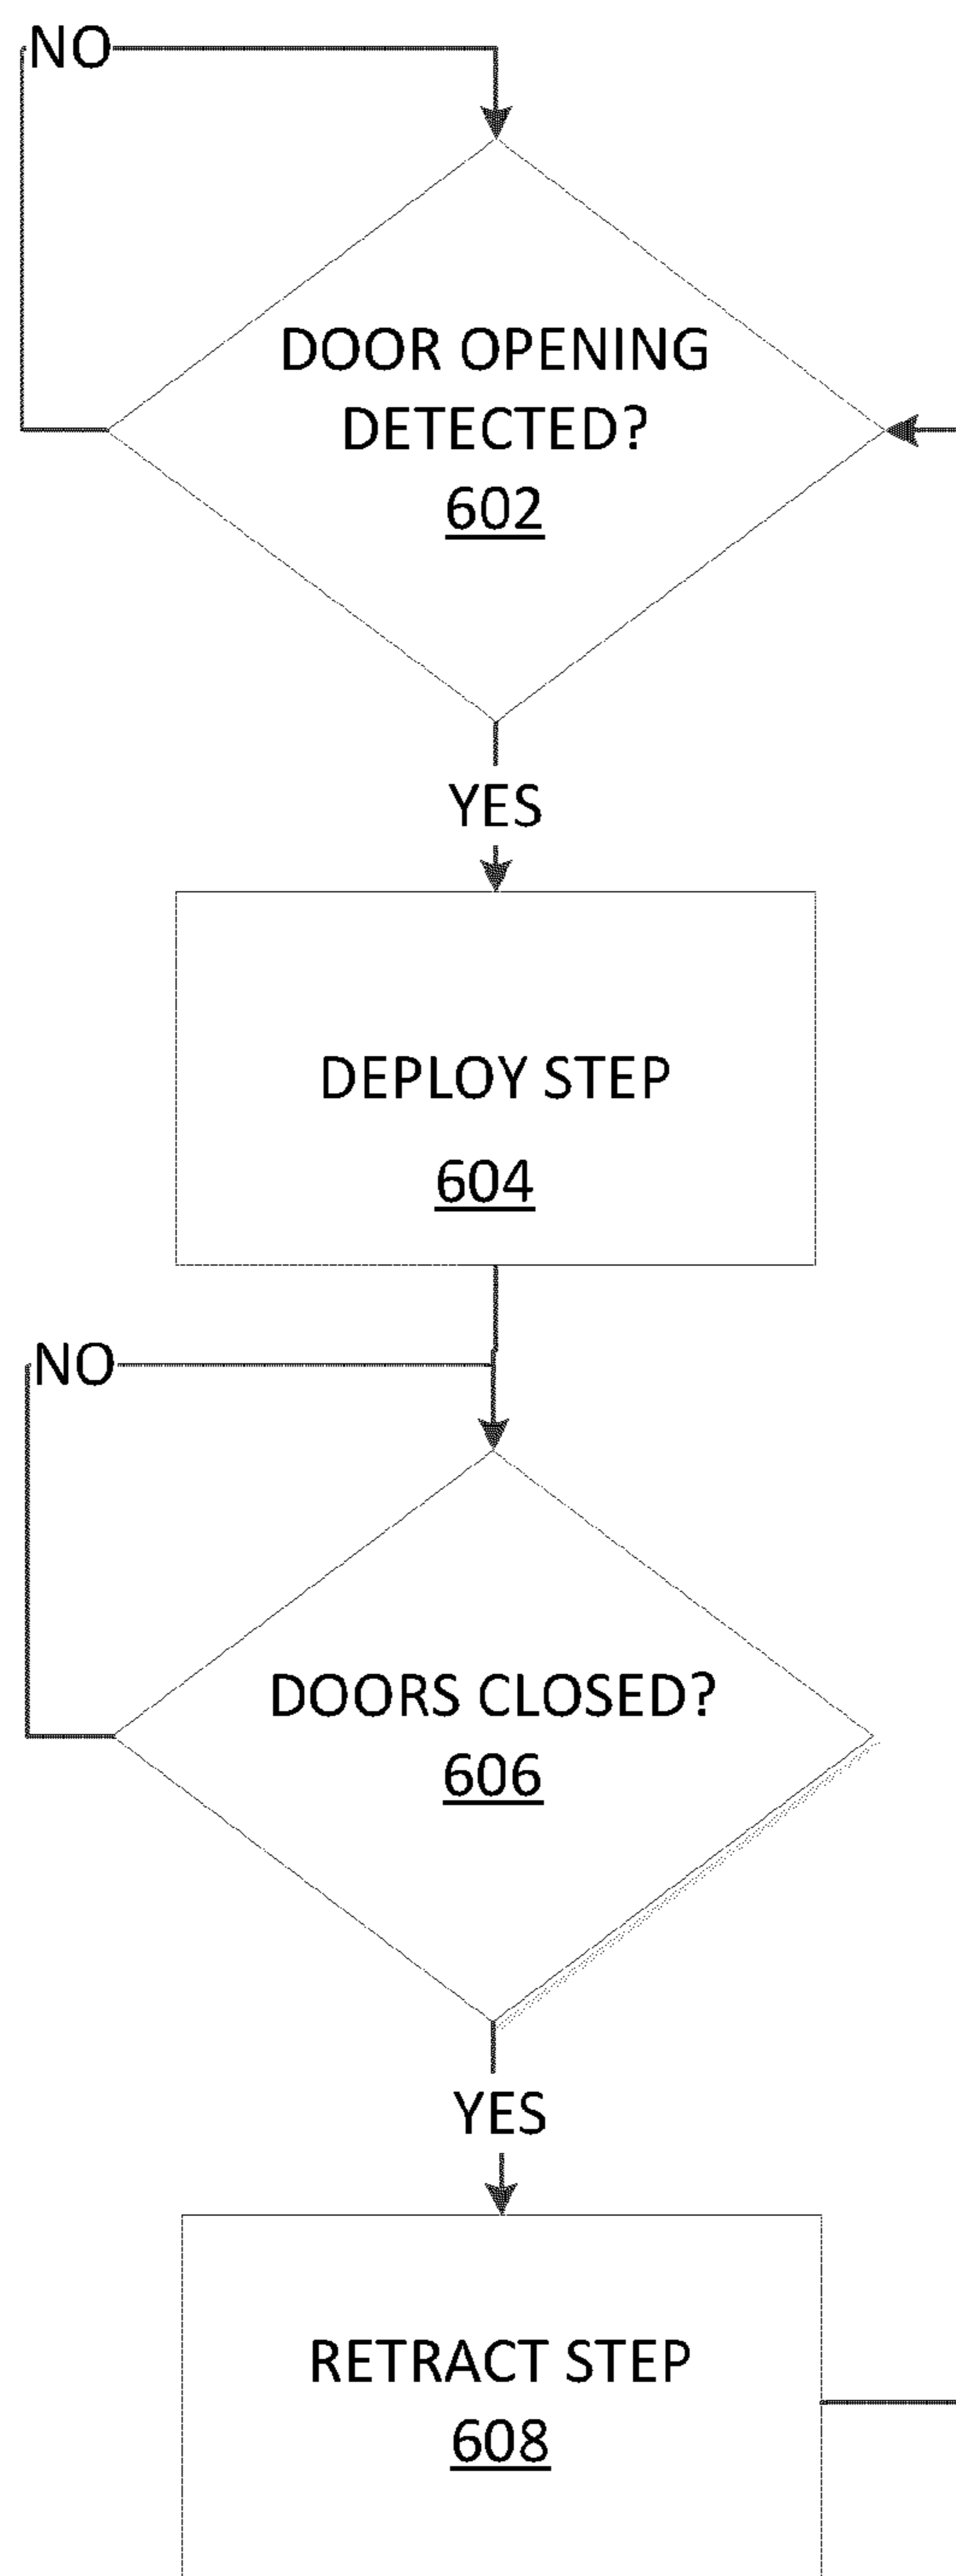 NO
DOOR OPENING
DETECTED?
602
YES
DEPLOY STEP
604
NO
DOORS CLOSED?
606
YES
RETRACT STEP
608